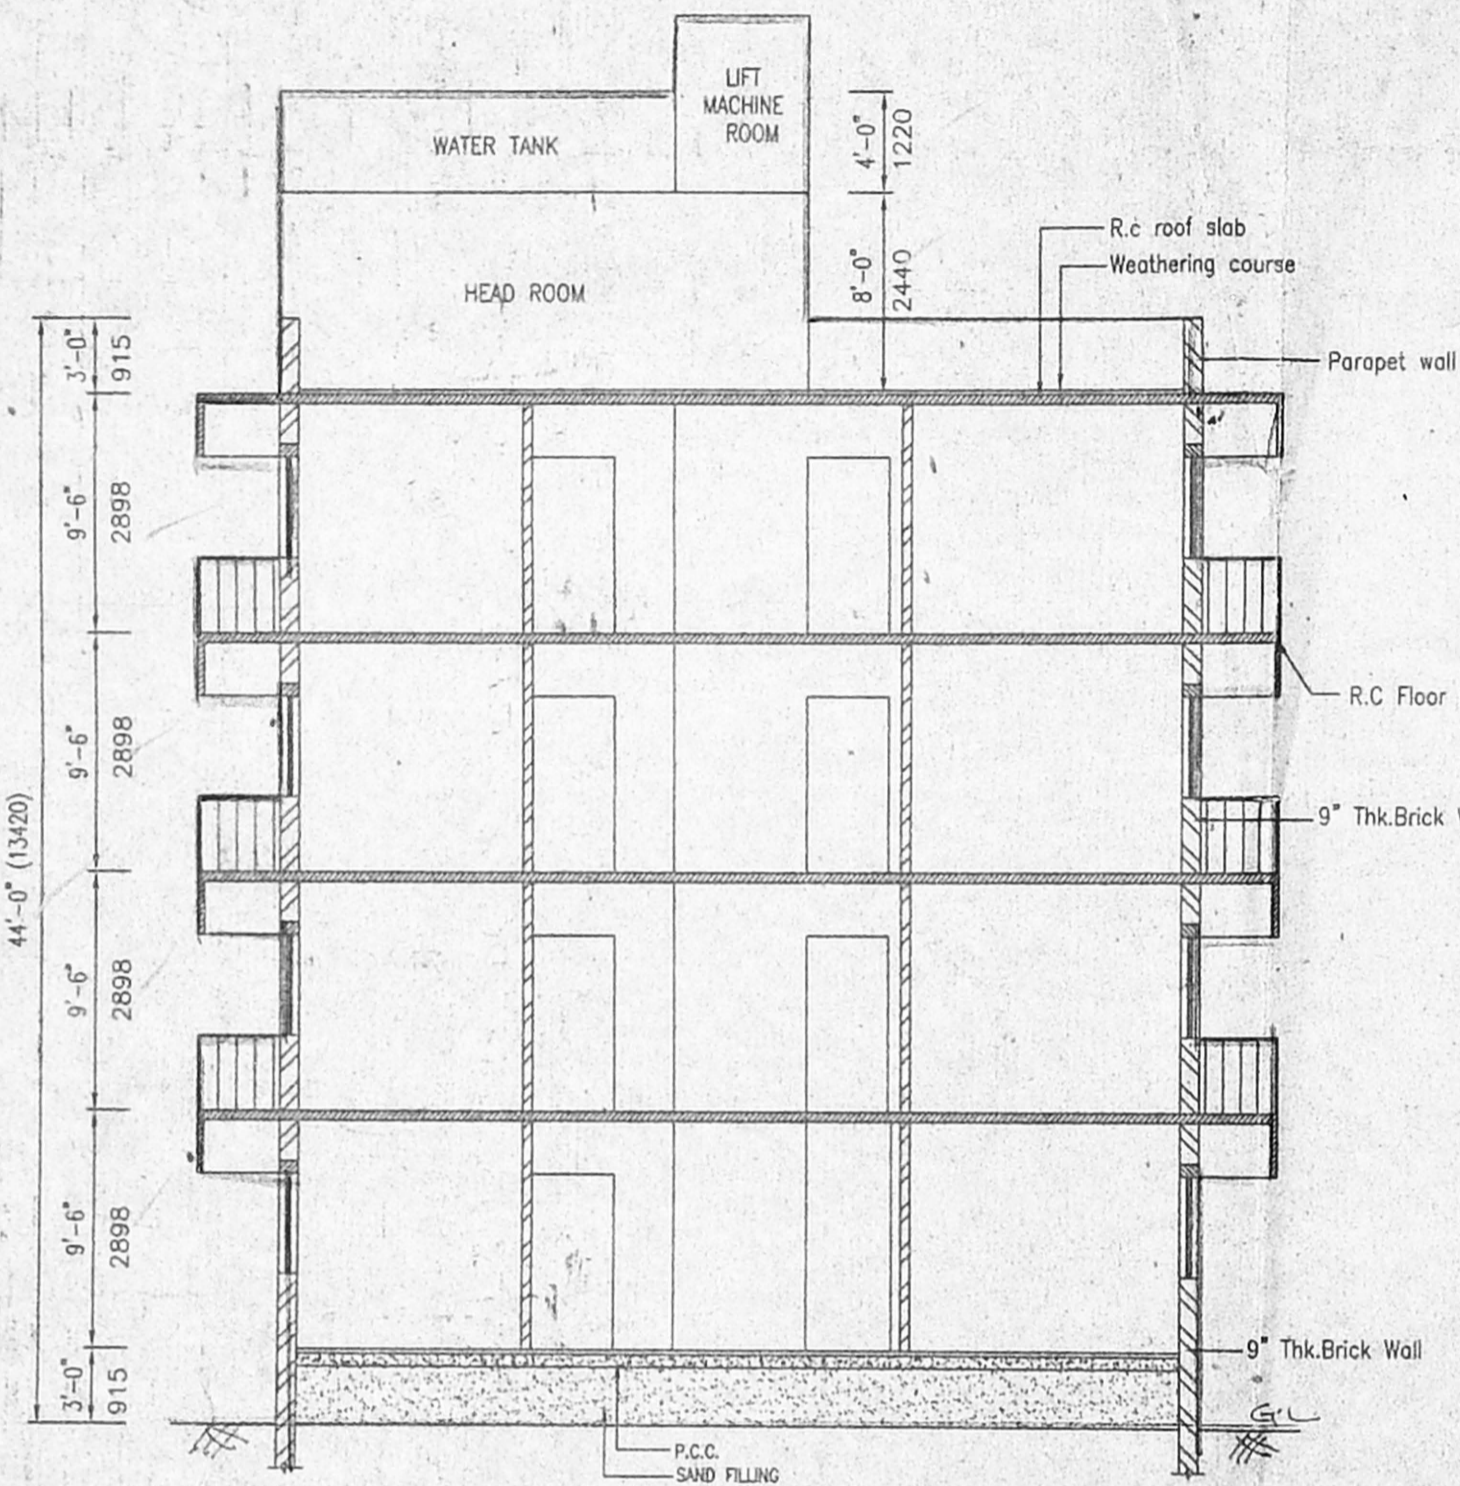 LIFT
MACHINE
ROOM
WATER TANK
4'-0"
1220
R.c roof slab
Weathering course
HEAD ROOM
8'-0"
2440
3'-0"
915
Parapet wall
9'-6"
2898
R.C Floor
9'-6"
2898
9" Thk.Brick
44'-0" (13420)
9'-6"
2898
9'-6"
2898
9" Thk.Brick Wall
3'-0"
915
G.L
P.C.C.
SAND FILLING